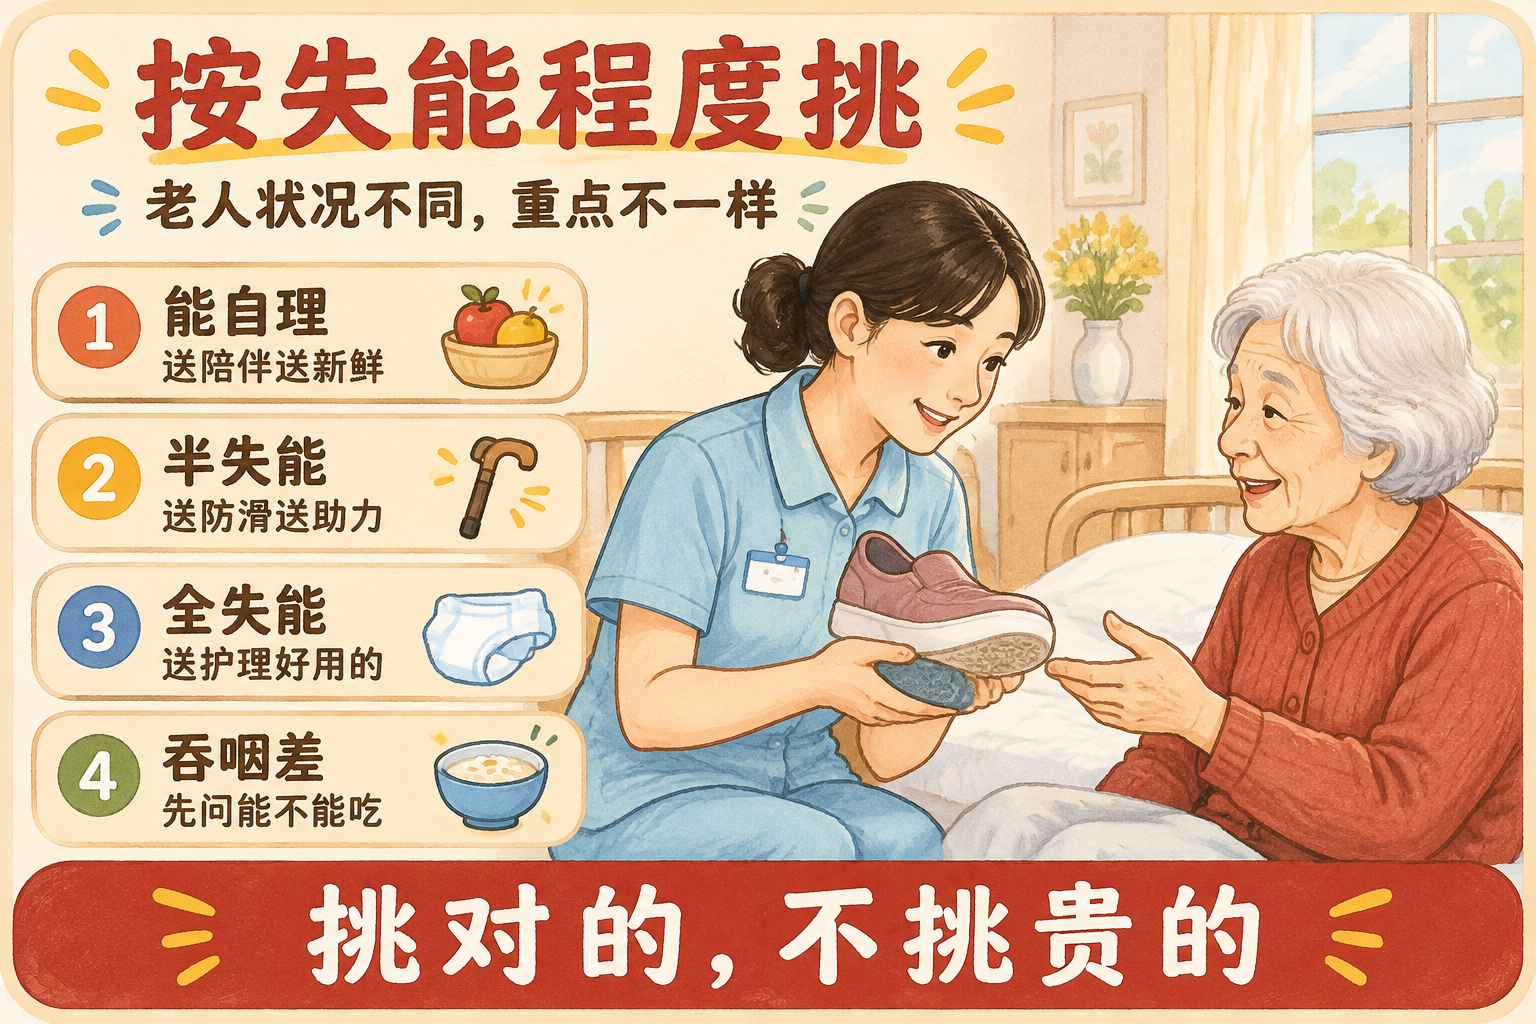 按失能程度挑
老人状况不同，重点不一样
1
能自理
送陪伴送新鲜
2
半失能
送防滑送助力
3
全失能
送护理好用的
4
吞咽差
先问能不能吃
挑对的，不挑贵的